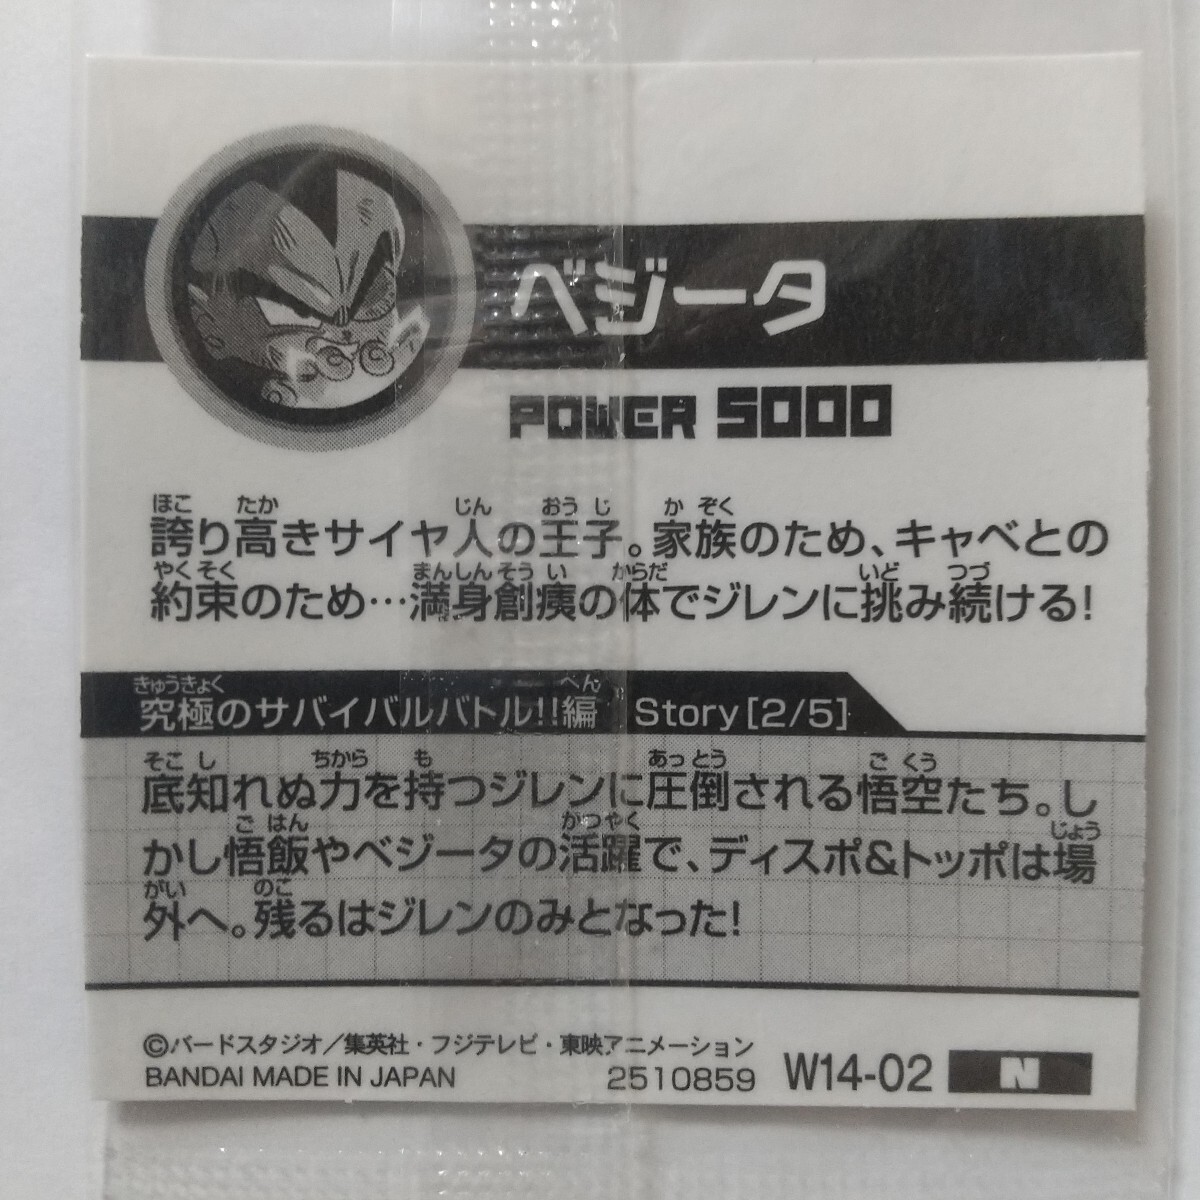 ベジータ
POWER 5000
ほこ たか じん おう じ か ぞく
誇り高きサイヤ人の王子。家族のため、キャベとの
やくそく まんしんそう い からだ いど つづ
約束のため…満身創痍の体でジレンに挑み続ける!
きゅうきょく へん
究極のサバイバルバトル!!編 Story[2/5]
そこ し ちから も あっとう ご くう
底知れぬ力を持つジレンに圧倒される悟空たち。し
ご はん かつやく じょう
かし悟飯やベジータの活躍で、ディスポ&トッポは場
がい のこ
外へ。残るはジレンのみとなった!
©バードスタジオ/集英社・フジテレビ・東映アニメーション
BANDAI MADE IN JAPAN 2510859 W14-02 N